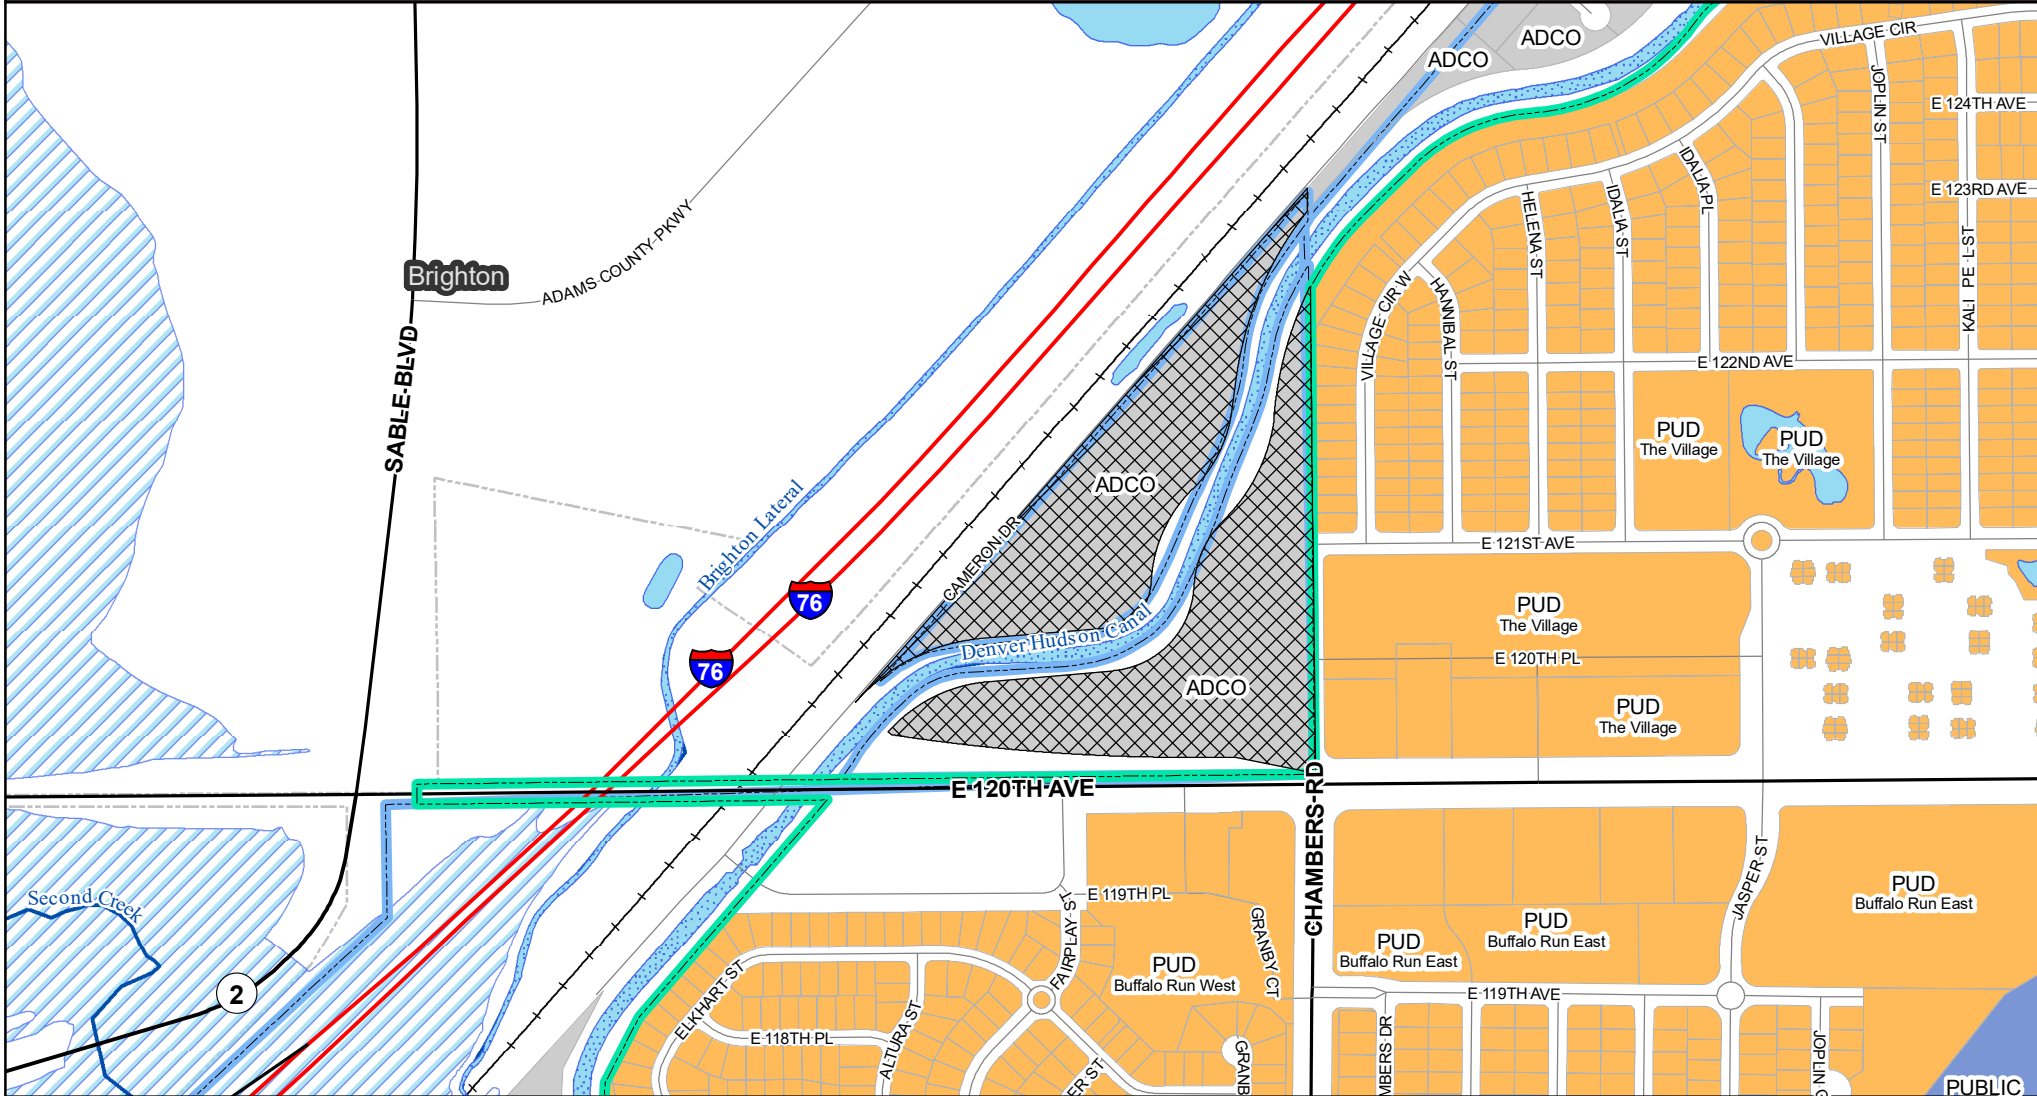 ADCO
ADCO
VILLAGE CIR
JOPLIN ST
E 124TH AVE
E 123RD AVE
IDALIA PL
IDALIA ST
HELENA ST
HANNIBAL ST
VILLAGE CIR W
E 122ND AVE
Brighton
ADAMS COUNTY PKWY
SABLE BLVD
PUD
The Village
PUD
The Village
ADCO
Brighton Lateral
CAMERON DR
E 121ST AVE
76
76
Denver Hudson Canal
ADCO
PUD
The Village
E 120TH PL
PUD
The Village
E 120TH AVE
CHAMBERS RD
JASPER ST
Second Creek
2
E 119TH PL
FAIRPLAY ST
GRANBY CT
PUD
Buffalo Run West
PUD
Buffalo Run East
PUD
Buffalo Run East
PUD
Buffalo Run East
E 119TH AVE
ELKHART ST
E 118TH PL
ALTURA ST
ER ST
GRANB
MBERS DR
JOPLIN
PUBLIC